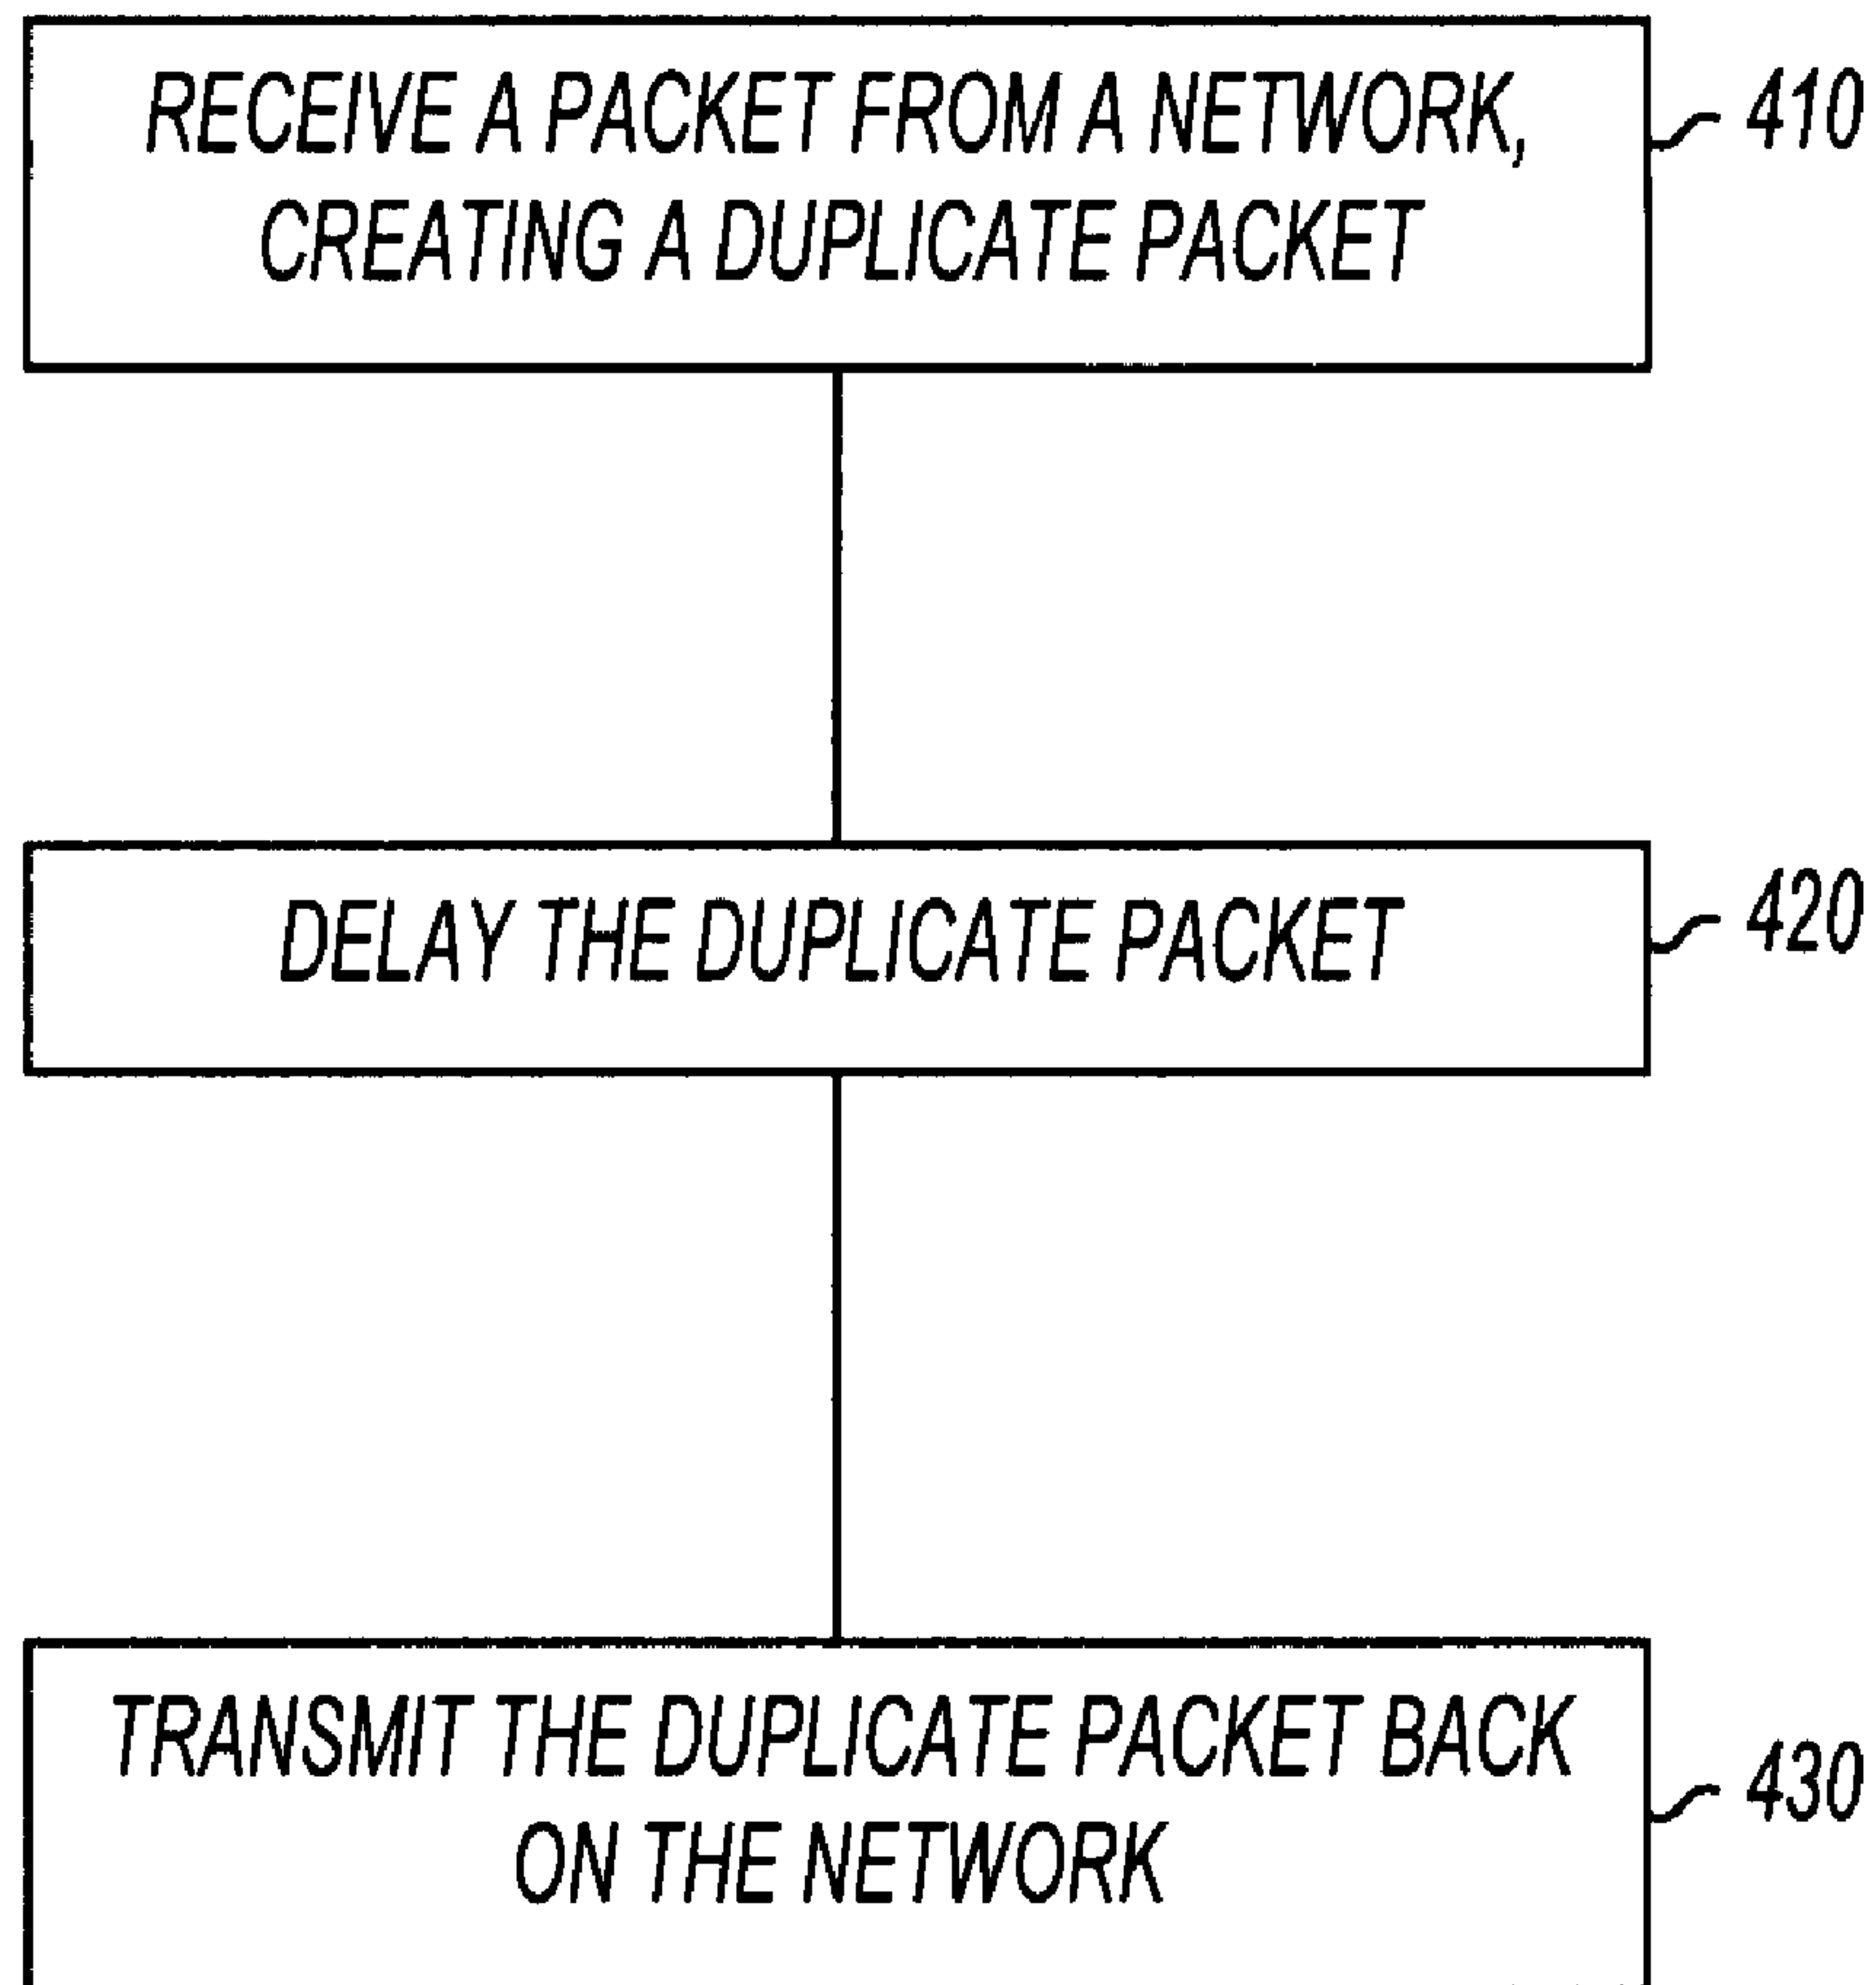 RECEIVE A PACKET FROM A NETWORK, 410
CREATING A DUPLICATE PACKET
DELAY THE DUPLICATE PACKET 420
TRANSMIT THE DUPLICATE PACKET BACK 430
ON THE NETWORK